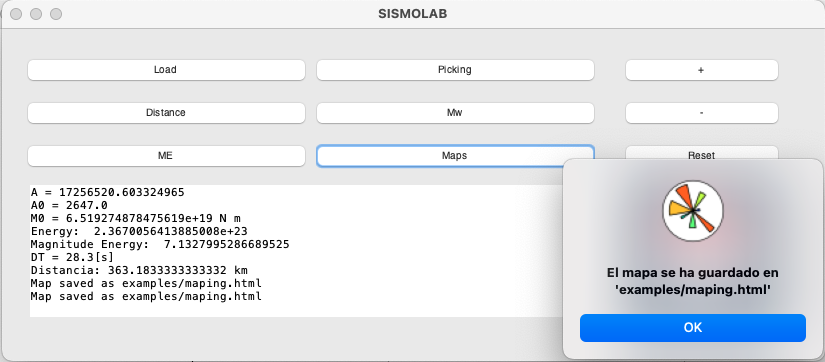 SISMOLAB
Load
Picking
+
Distance
Mw
-
ME
Maps
Reset
A = 17256520.603324965
A0 = 2647.0
M0 = 6.519274878475619e+19 N m
Energy:  2.3670056413885008e+23
Magnitude Energy:  7.1327995286689525
DT = 28.3[s]
Distancia: 363.1833333333332 km
Map saved as examples/maping.html
Map saved as examples/maping.html
El mapa se ha guardado en
'examples/maping.html'
OK